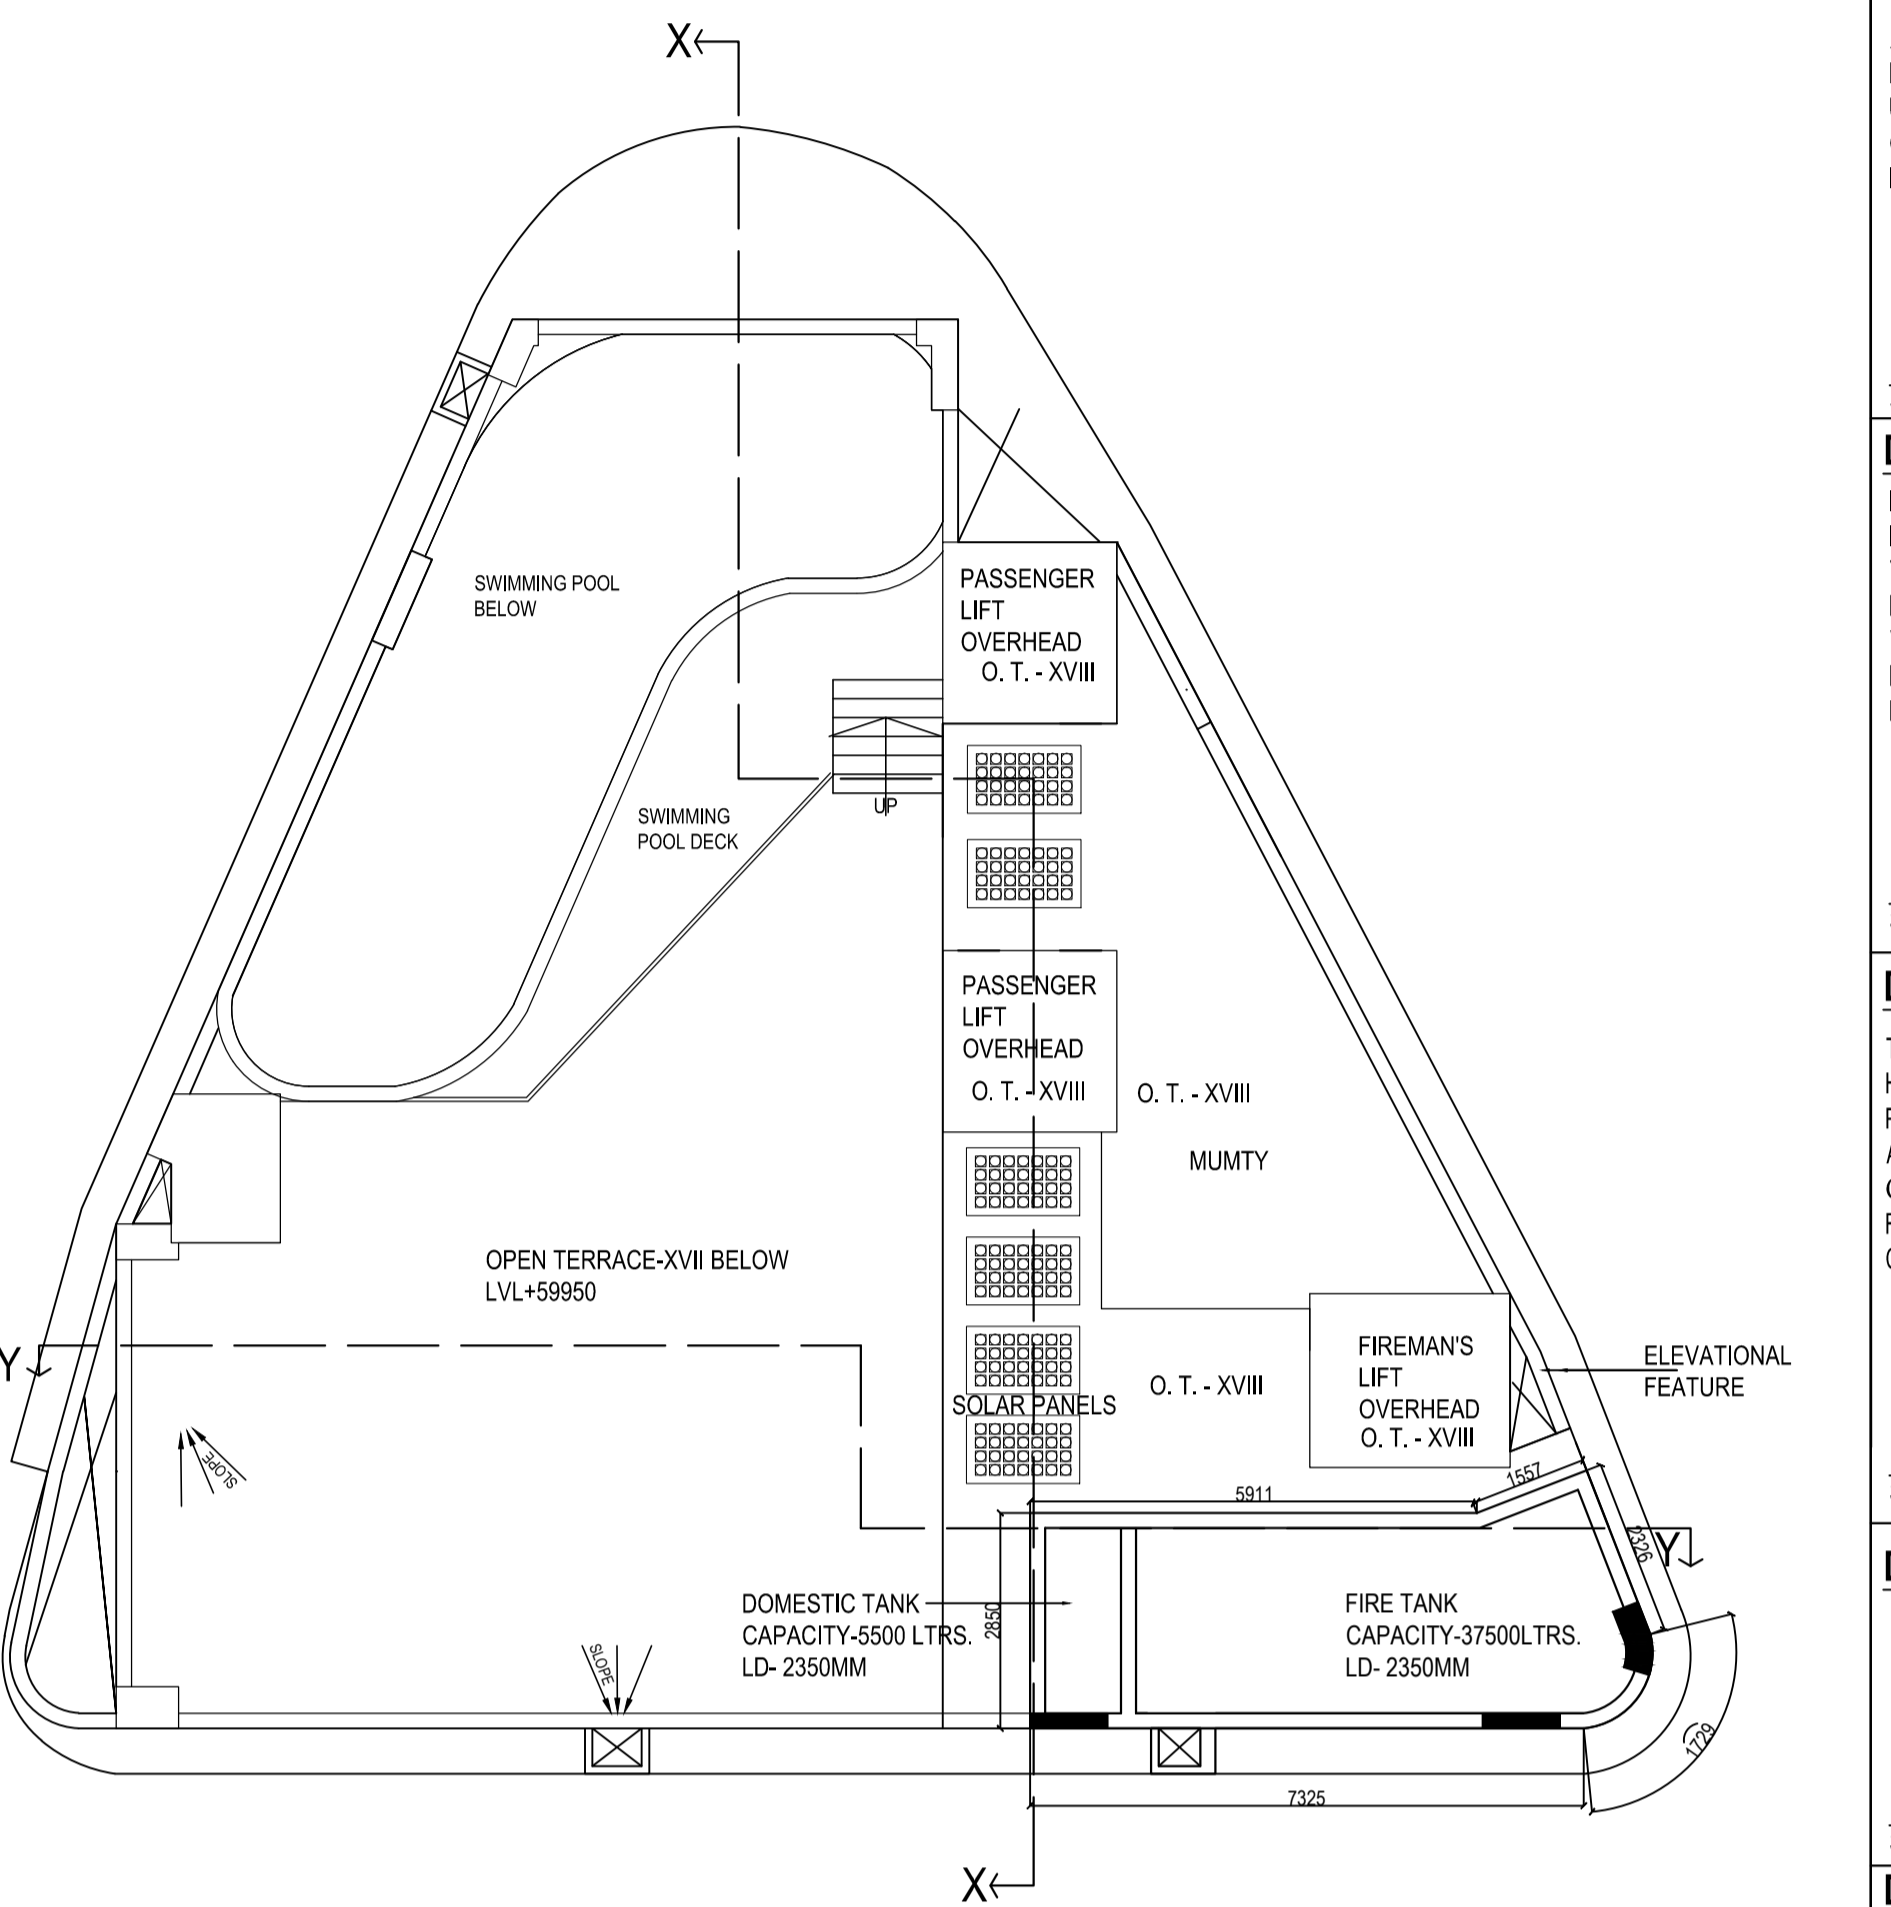 X
SWIMMING POOL
BELOW
PASSENGER
LIFT
OVERHEAD
O. T. - XVIII
UP
SWIMMING
POOL DECK
PASSENGER
LIFT
OVERHEAD
O. T. - XVIII
O. T. - XVIII
MUMTY
OPEN TERRACE-XVII BELOW
LVL+59950
Y
FIREMAN'S
LIFT
OVERHEAD
O. T. - XVIII
ELEVATIONAL
FEATURE
O. T. - XVIII
SOLAR PANELS
SLOPE
5911
1557
2326
Y
DOMESTIC TANK
CAPACITY-5500 LTRS.
LD- 2350MM
2850
FIRE TANK
CAPACITY-37500LTRS.
LD- 2350MM
SLOPE
1729
7325
X